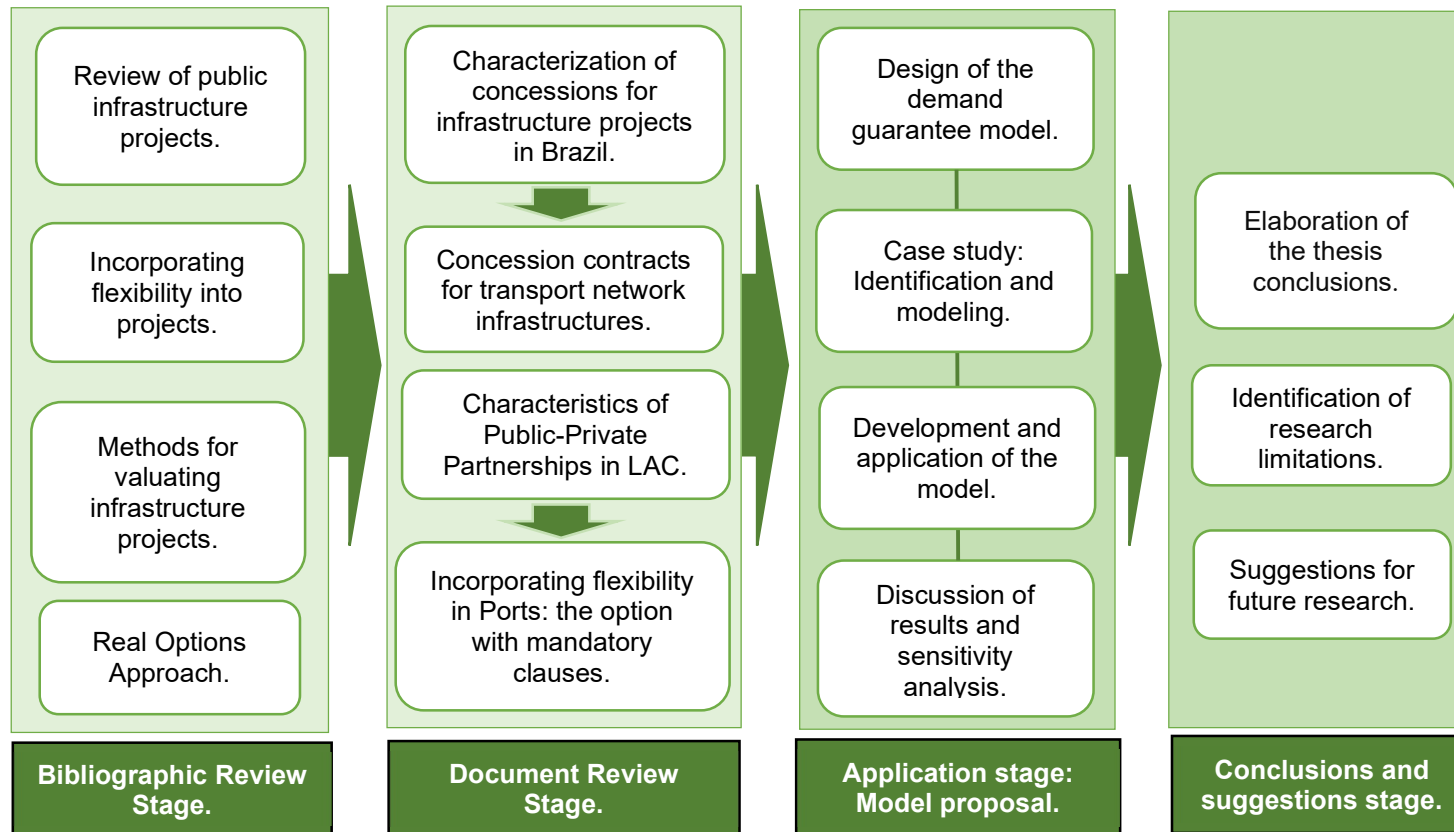 Review of public
infrastructure
projects.
Incorporating
flexibility into
projects.
Methods for
valuating
infrastructure
projects.
Real Options
Approach.
Bibliographic Review
Stage.
Characterization of
concessions for
infrastructure projects
in Brazil.
Concession contracts
for transport network
infrastructures.
Characteristics of
Public-Private
Partnerships in LAC.
Incorporating flexibility
in Ports: the option
with mandatory
clauses.
Document Review
Stage.
Design of the
demand
guarantee model.
Case study:
Identification and
modeling.
Development and
application of the
model.
Discussion of
results and
sensitivity
analysis.
Application stage:
Model proposal.
Elaboration of
the thesis
conclusions.
Identification of
research
limitations.
Suggestions for
future research.
Conclusions and
suggestions stage.